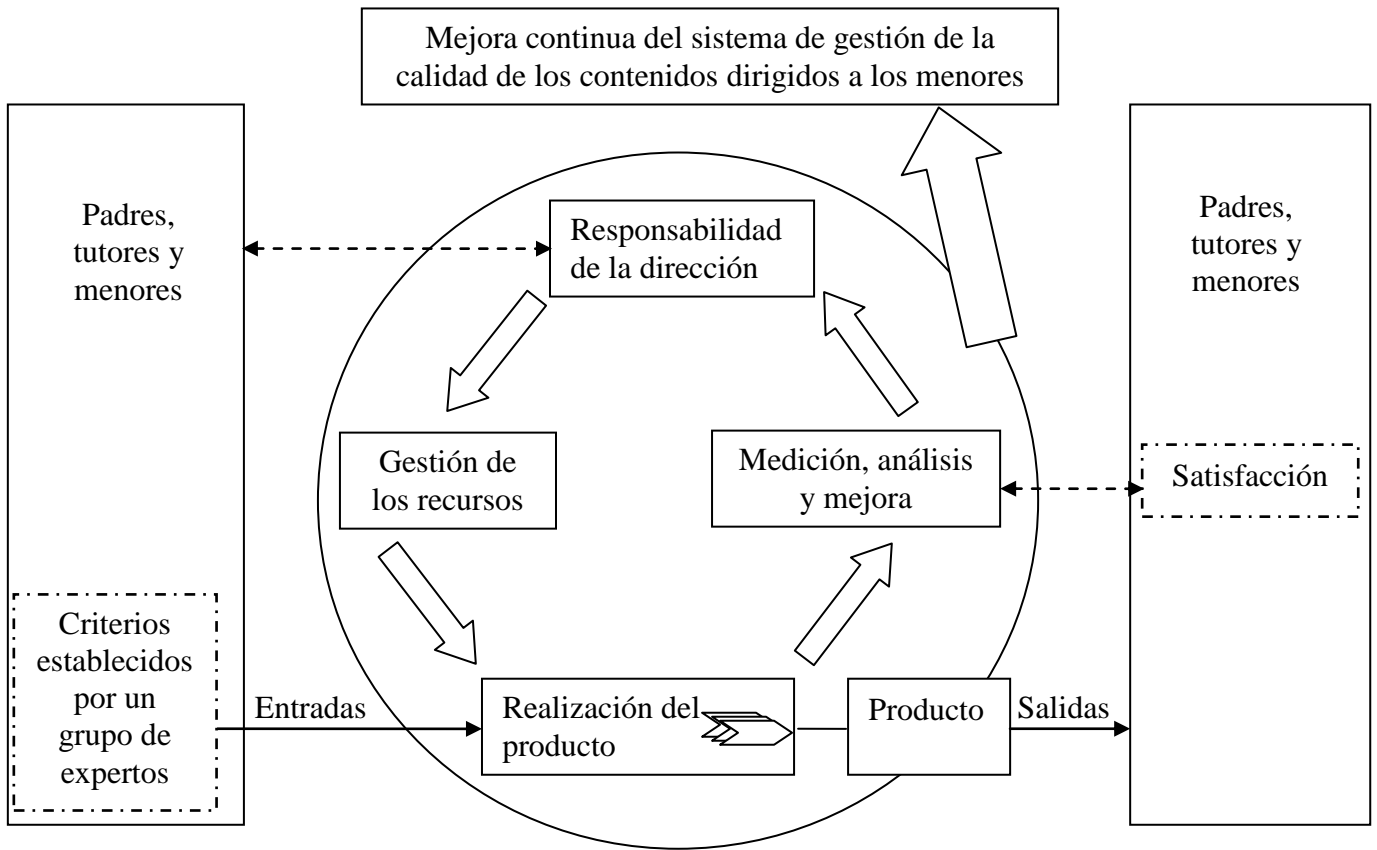 Mejora continua del sistema de gestión de la
calidad de los contenidos dirigidos a los menores
Padres,
tutores y
menores
Responsabilidad
de la dirección
Padres,
tutores y
menores
Gestión de
los recursos
Medición, análisis
y mejora
Satisfacción
Criterios
establecidos
por un
grupo de
expertos
Entradas
Realización del
producto
Producto
Salidas